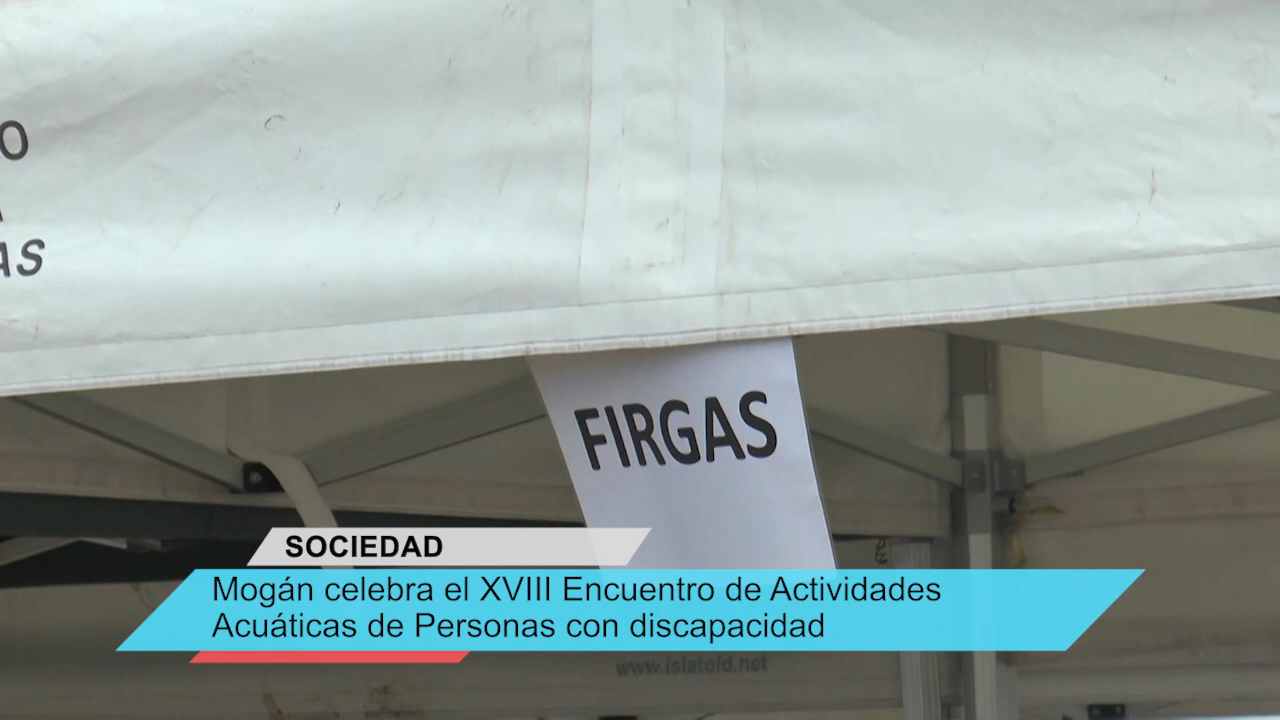 O
AS
FIRGAS
SOCIEDAD
Mogán celebra el XVIII Encuentro de Actividades
Acuáticas de Personas con discapacidad
www.islatold.net